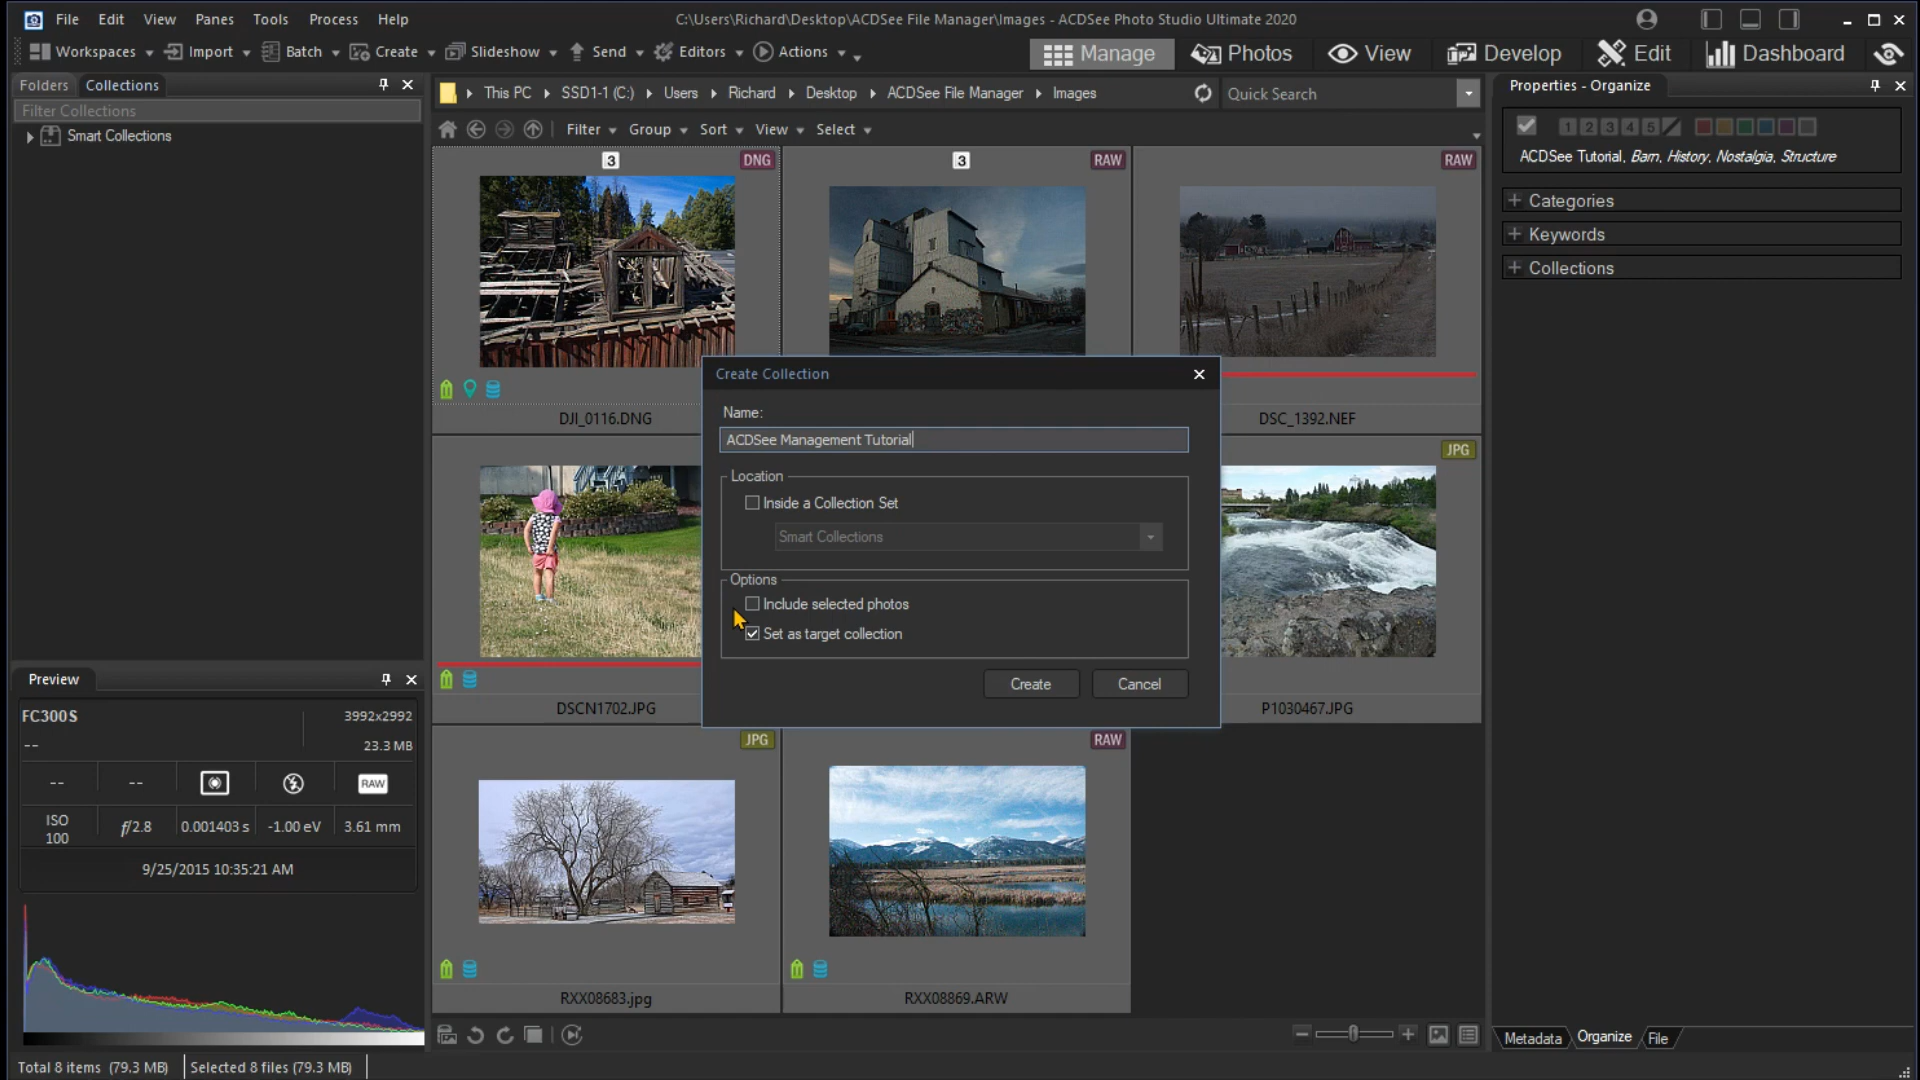 File Edit View Panes Tools Process Help
C:\Users\Richard\Desktop\ACDSee File Manager\Images - ACDSee Photo Studio Ultimate 2020
Workspaces Import Batch Create Slideshow Send Editors Actions
Manage Photos View Develop Edit Dashboard
Folders Collections
Filter Collections
Smart Collections
This PC SSD1-1 (C:) Users Richard Desktop ACDSee File Manager Images
Quick Search
Filter Group Sort View Select
3 DNG
3 RAW
RAW
DJI_0116.DNG
DSC_1392.NEF
JPG
DSCN1702.JPG
P1030467.JPG
JPG
RAW
RXX08683.jpg
RXX08869.ARW
Create Collection
Name:
ACDSee Management Tutorial
Location
Inside a Collection Set
Smart Collections
Options
Include selected photos
Set as target collection
Create Cancel
Properties - Organize
1 2 3 4 5
ACDSee Tutorial, Barn, History, Nostalgia, Structure
Categories
Keywords
Collections
Preview
FC300S 3992x2992
-- 23.3 MB
-- -- RAW
ISO 100 f/2.8 0.001403 s -1.00 eV 3.61 mm
9/25/2015 10:35:21 AM
Metadata Organize File
Total 8 items (79.3 MB) Selected 8 files (79.3 MB)